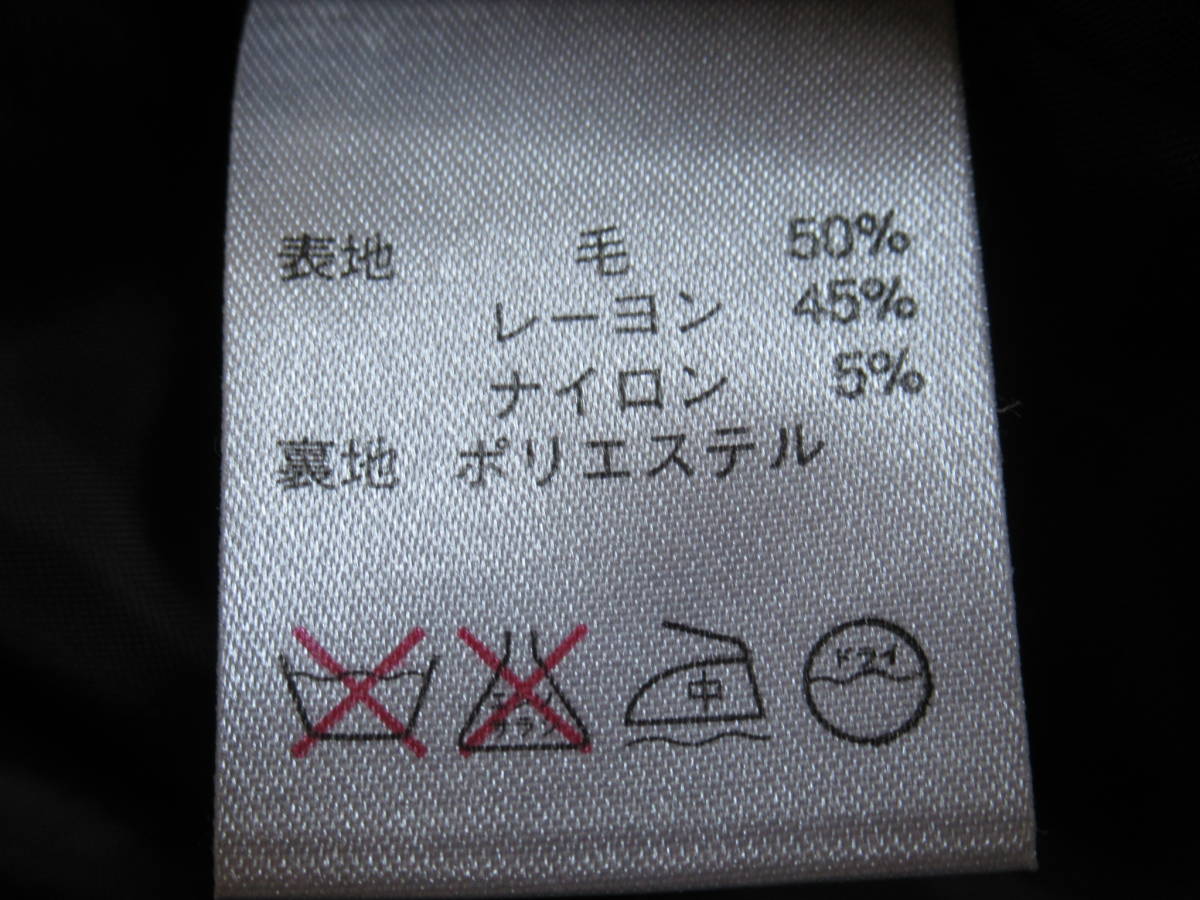 表地 毛 50%
レーヨン 45%
ナイロン 5%
裏地 ポリエステル
中 ドライ